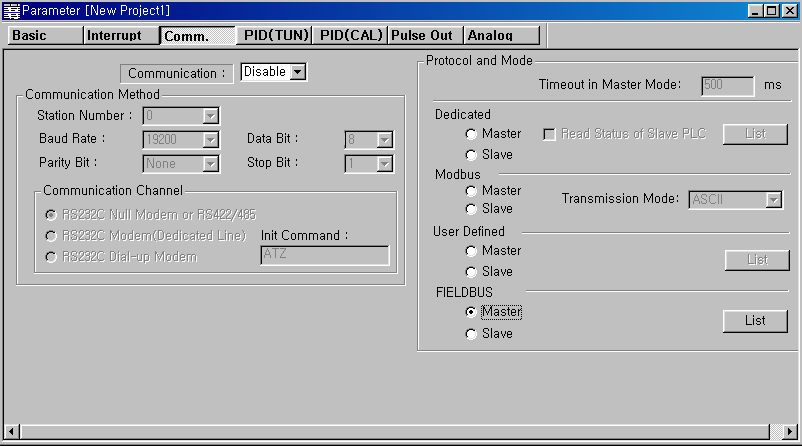 Parameter [New Project1]
Basic Interrupt Comm. PID(TUN) PID(CAL) Pulse Out Analog
Communication : Disable
Communication Method
Station Number : 0
Baud Rate : 19200 Data Bit : 8
Parity Bit : None Stop Bit : 1
Communication Channel
RS232C Null Modem or RS422/485
RS232C Modem(Dedicated Line) Init Command :
RS232C Dial-up Modem ATZ
Protocol and Mode
Timeout in Master Mode: 500 ms
Dedicated
Master Read Status of Slave PLC List
Slave
Modbus
Master
Slave
Transmission Mode: ASCII
User Defined
Master
Slave
List
FIELDBUS
Master
Slave
List